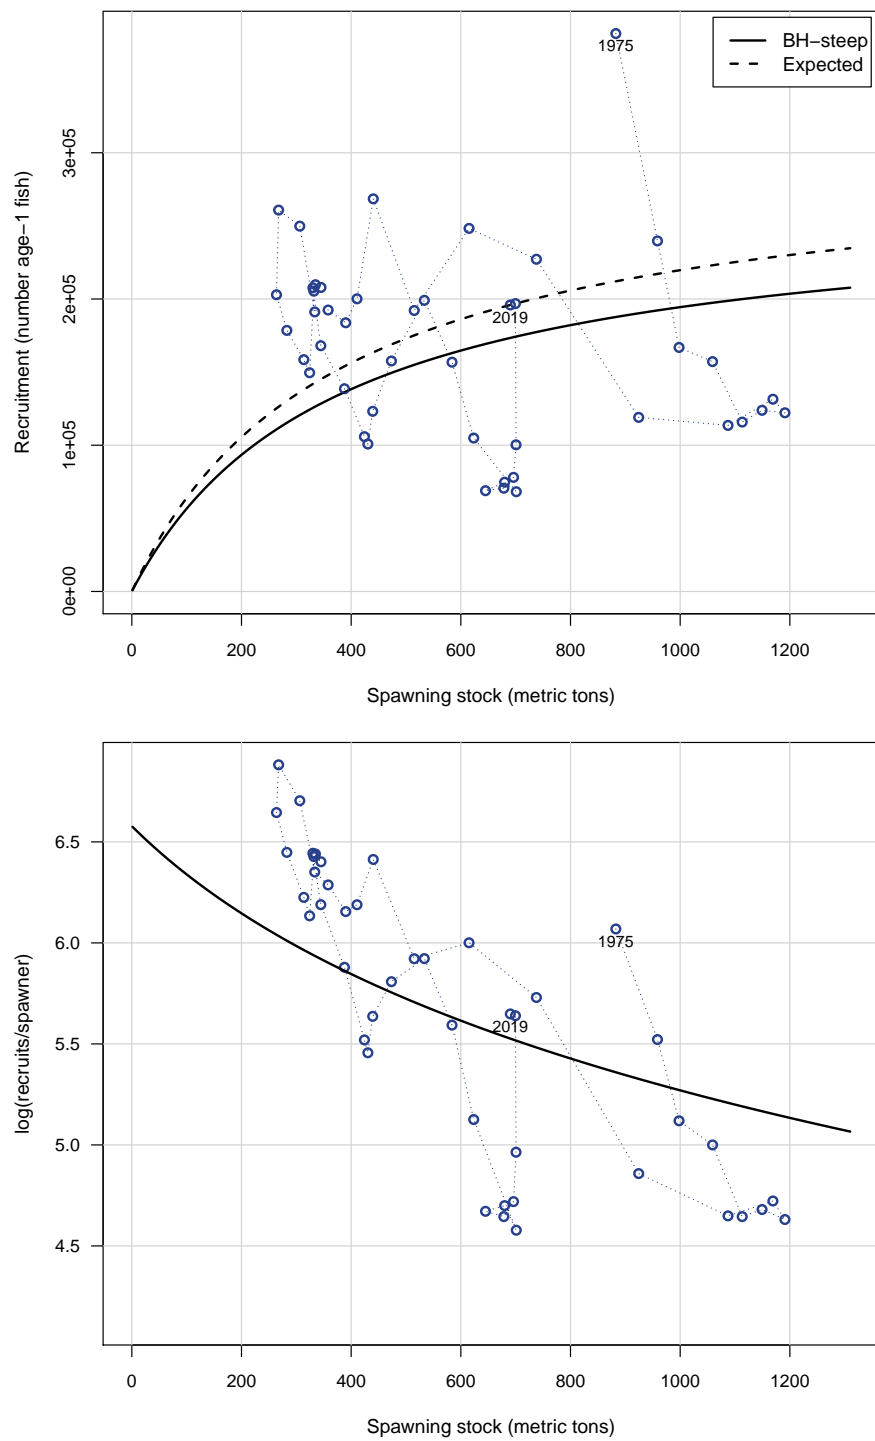 1975
BH−steep
Expected
2019
Recruitment (number age−1 fish)
3e+05
2e+05
1e+05
0e+00
0 200 400 600 800 1000 1200
Spawning stock (metric tons)
log(recruits/spawner)
6.5
6.0
5.5
5.0
4.5
1975
2019
0 200 400 600 800 1000 1200
Spawning stock (metric tons)